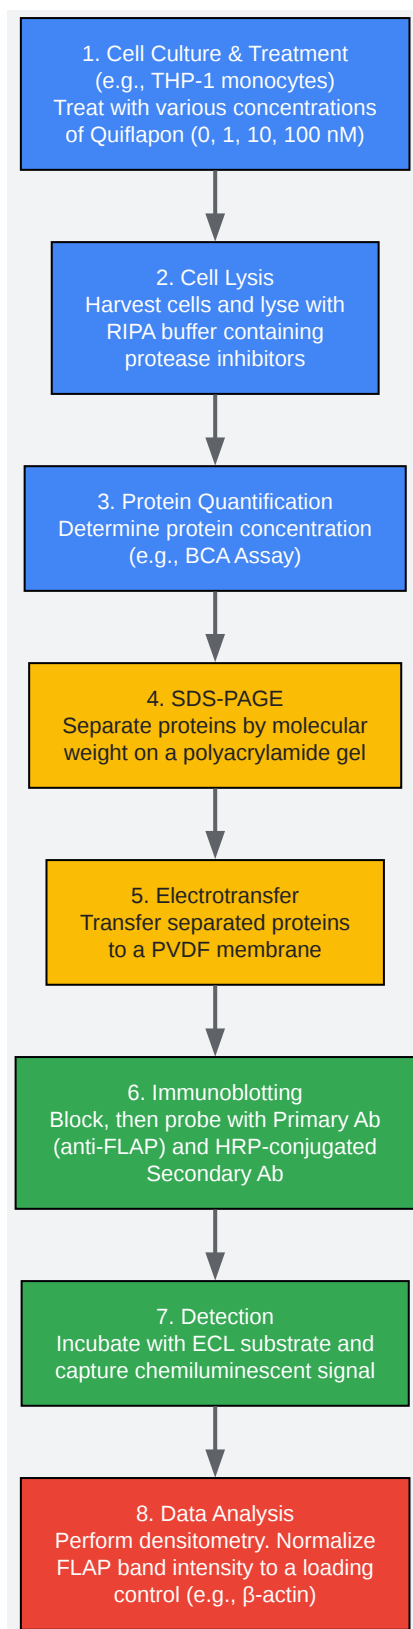 1. Cell Culture & Treatment
(e.g., THP-1 monocytes)
Treat with various concentrations
of Quiflapon (0, 1, 10, 100 nM)
2. Cell Lysis
Harvest cells and lyse with
RIPA buffer containing
protease inhibitors
3. Protein Quantification
Determine protein concentration
(e.g., BCA Assay)
4. SDS-PAGE
Separate proteins by molecular
weight on a polyacrylamide gel
5. Electrotransfer
Transfer separated proteins
to a PVDF membrane
6. Immunoblotting
Block, then probe with Primary Ab
(anti-FLAP) and HRP-conjugated
Secondary Ab
7. Detection
Incubate with ECL substrate and
capture chemiluminescent signal
8. Data Analysis
Perform densitometry. Normalize
FLAP band intensity to a loading
control (e.g., β-actin)